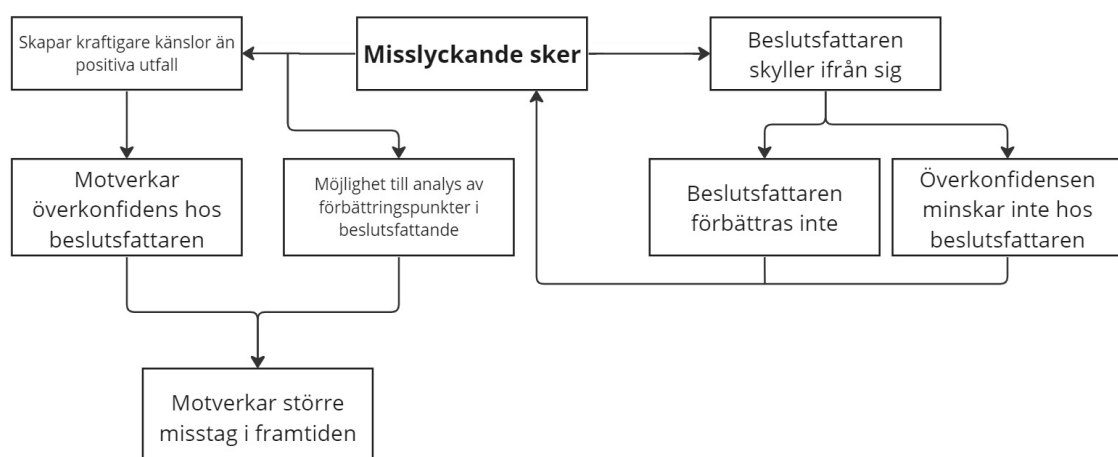 Skapar kraftigare känslor än
positiva utfall
Misslyckande sker
Beslutsfattaren
skyller ifrån sig
Motverkar
överkonfidens hos
beslutsfattaren
Möjlighet till analys av
förbättringspunkter i
beslutsfattande
Beslutsfattaren
förbättras inte
Överkonfidensen
minskar inte hos
beslutsfattaren
Motverkar större
misstag i framtiden